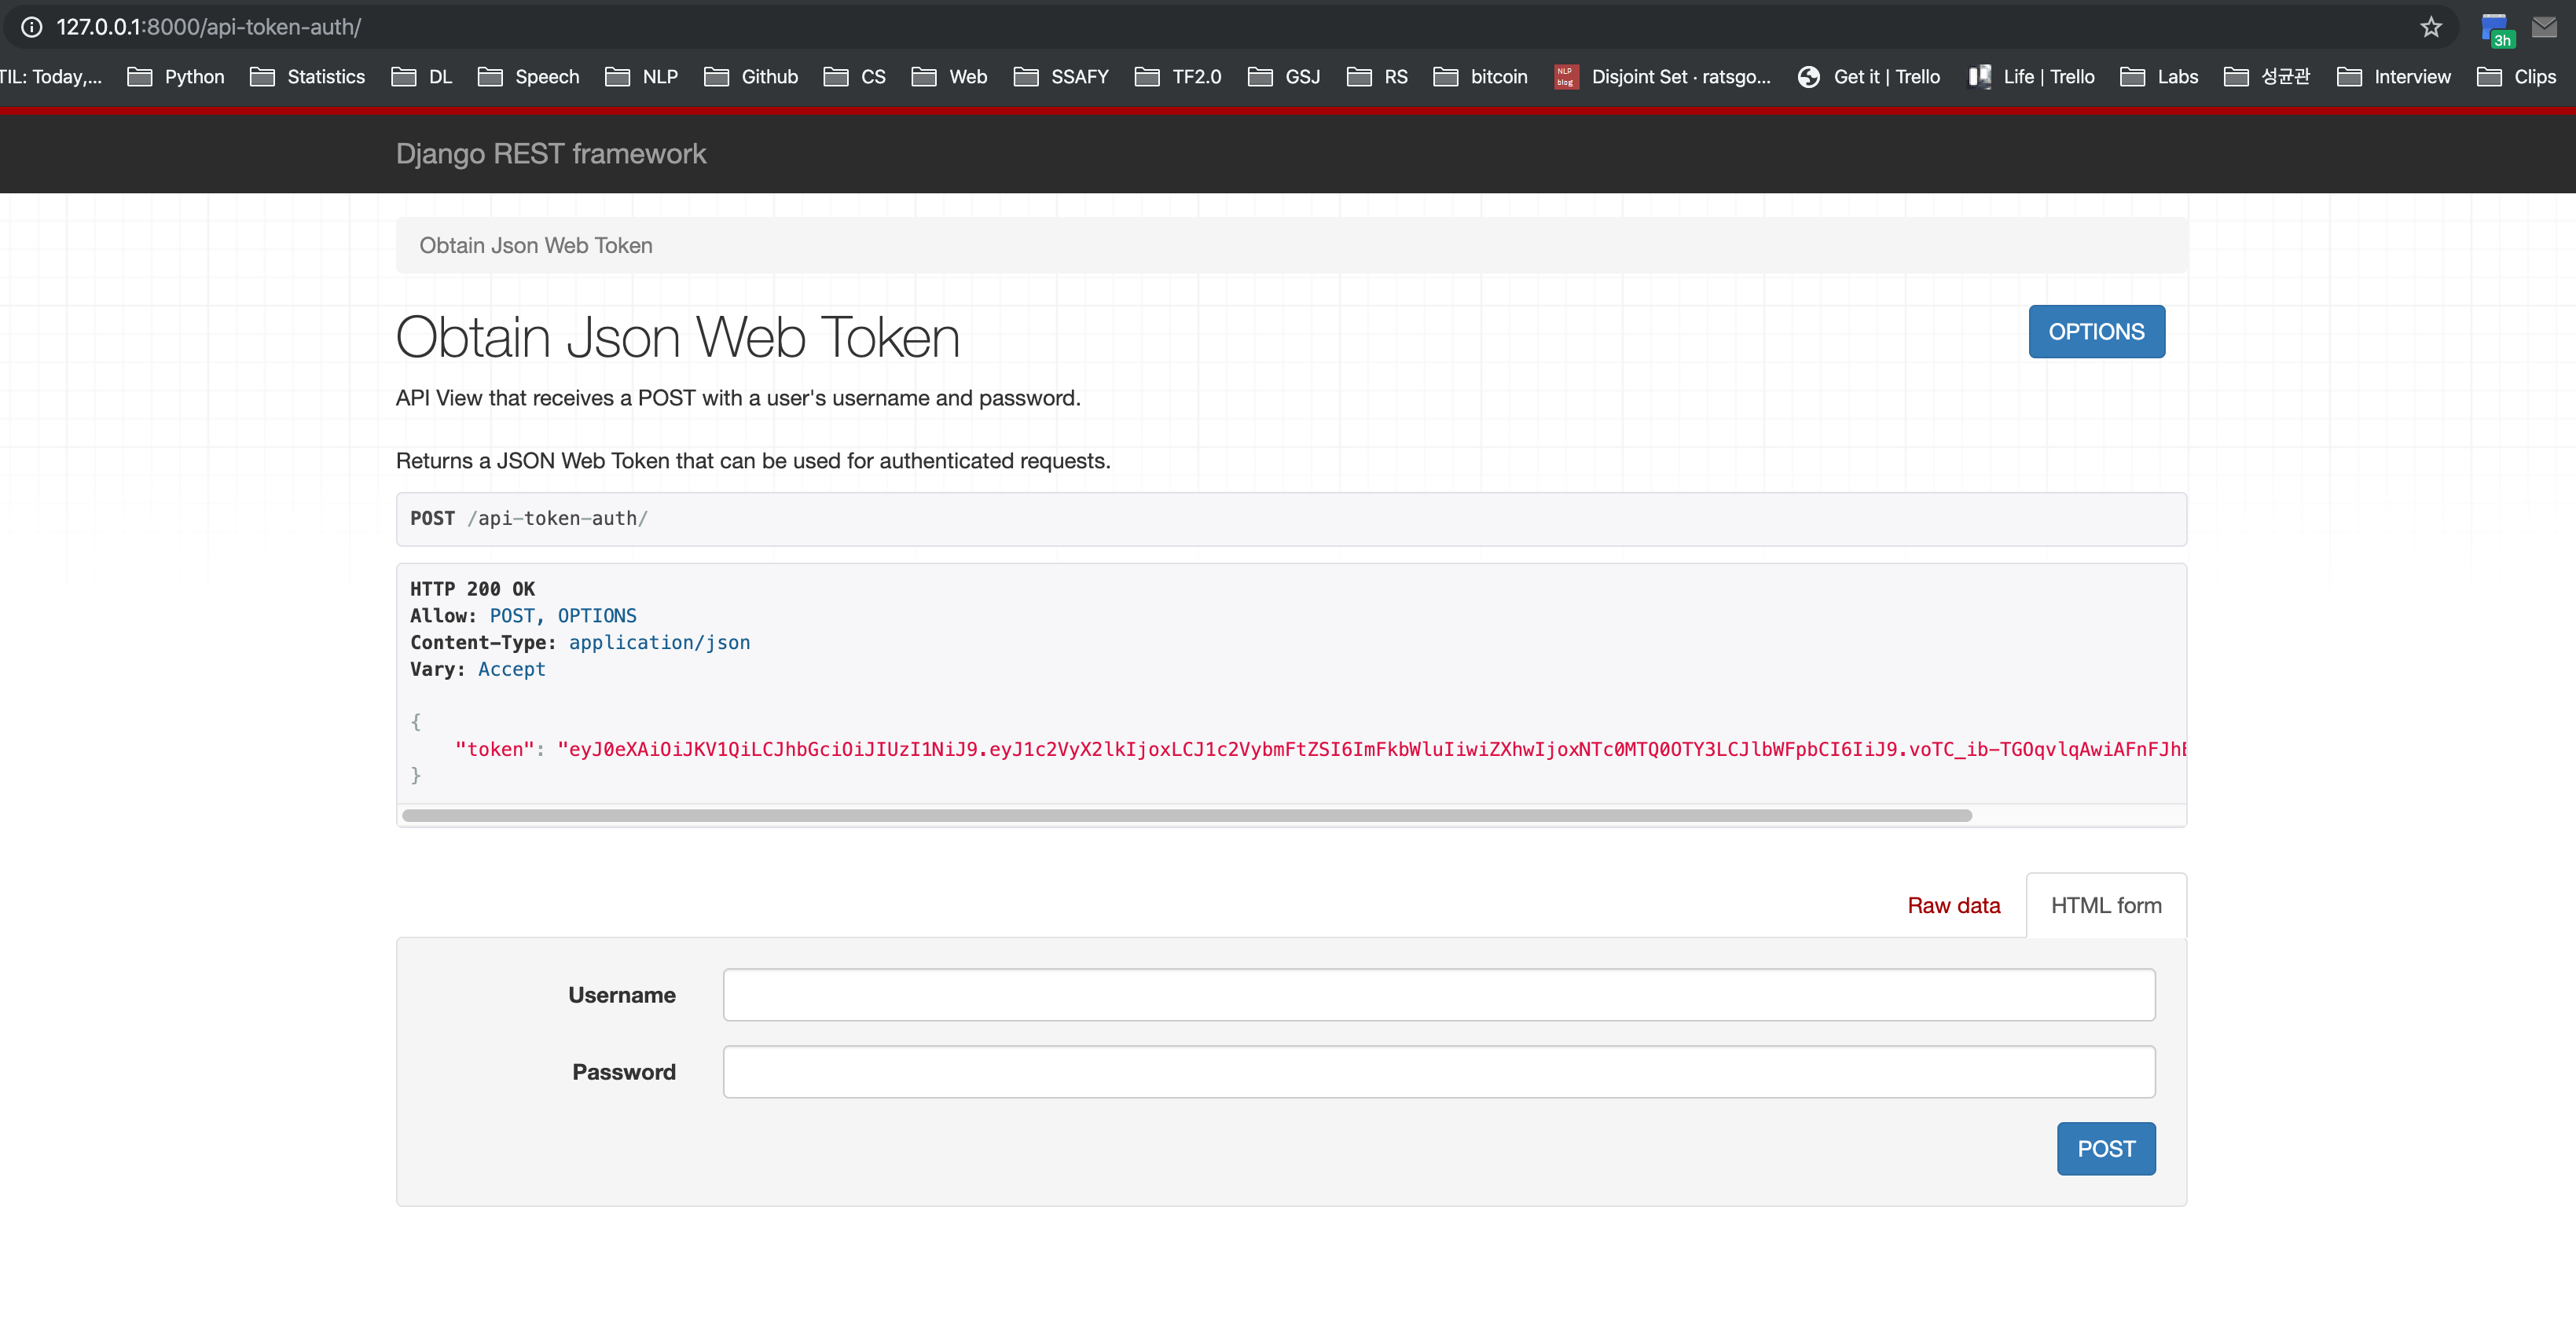 127.0.0.1:8000/api-token-auth/
3h
TIL: Today,... Python Statistics DL Speech NLP Github CS Web SSAFY TF2.0 GSJ RS bitcoin NLP blog Disjoint Set · ratsgo... Get it | Trello Life | Trello Labs 성균관 Interview Clips
Django REST framework
Obtain Json Web Token
Obtain Json Web Token
OPTIONS
API View that receives a POST with a user's username and password.
Returns a JSON Web Token that can be used for authenticated requests.
POST /api-token-auth/
HTTP 200 OK
Allow: POST, OPTIONS
Content-Type: application/json
Vary: Accept
{
"token": "eyJ0eXAiOiJKV1QiLCJhbGciOiJIUzI1NiJ9.eyJ1c2VyX2lkIjoxLCJ1c2VybmFtZSI6ImFkbWluIiwiZXhwIjoxNTc0MTQ0OTY3LCJlbWFpbCI6IiJ9.voTC_ib-TGOqvlqAwiAFnFJhE
}
Raw data HTML form
Username
Password
POST